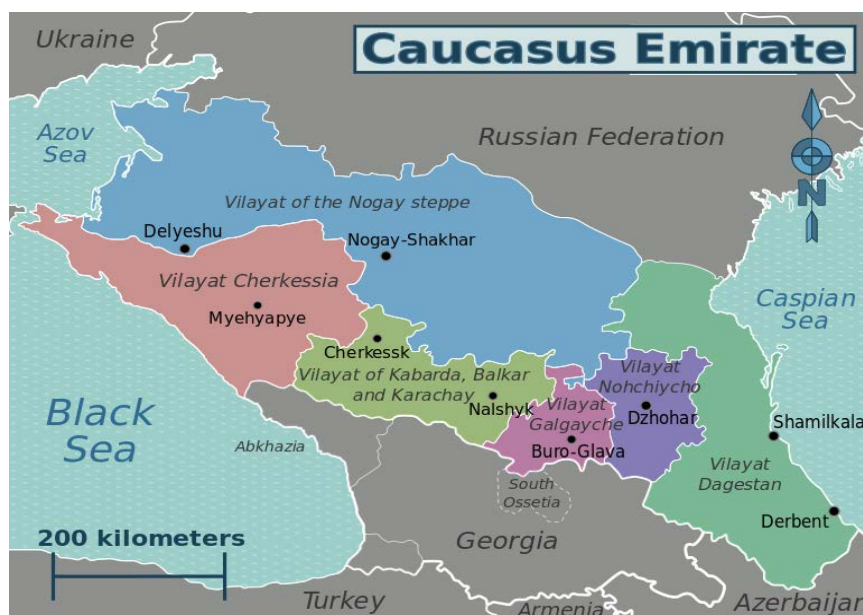 Ukraine
Caucasus Emirate
Azov
Sea
Russian Federation
N
Vilayat of the Nogay steppe
Delyeshu
Nogay-Shakhar
Vilayat Cherkessia
Caspian
Sea
Myehyapye
Cherkessk
Vilayat of Kabarda, Balkar
and Karachay
Vilayat
Nohchiycho
Black
Sea
Nalshyk
Vilayat
Galgayche
Dzhohar
Shamilkala
Abkhazia
Buro-Glava
Vilayat
Dagestan
South
Ossetia
Derbent
200 kilometers
Georgia
Turkey
Armenia
Azerbaijan